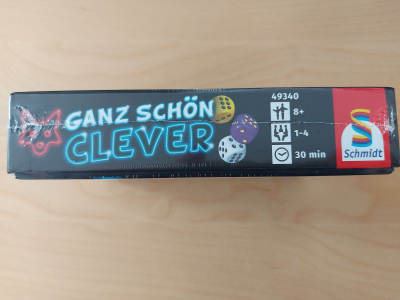 GANZ SCHÖN
CLEVER
49340
8+
1-4
30 min
Schmidt